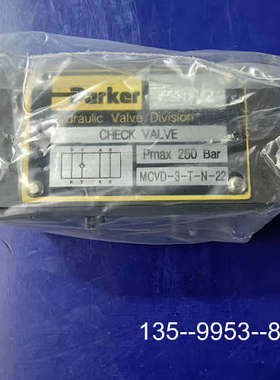 Parker
Hydraulic Valve Division
CHECK VALVE
Pmax 250 Bar
MCVD-3-T-N-22
135--9953--8